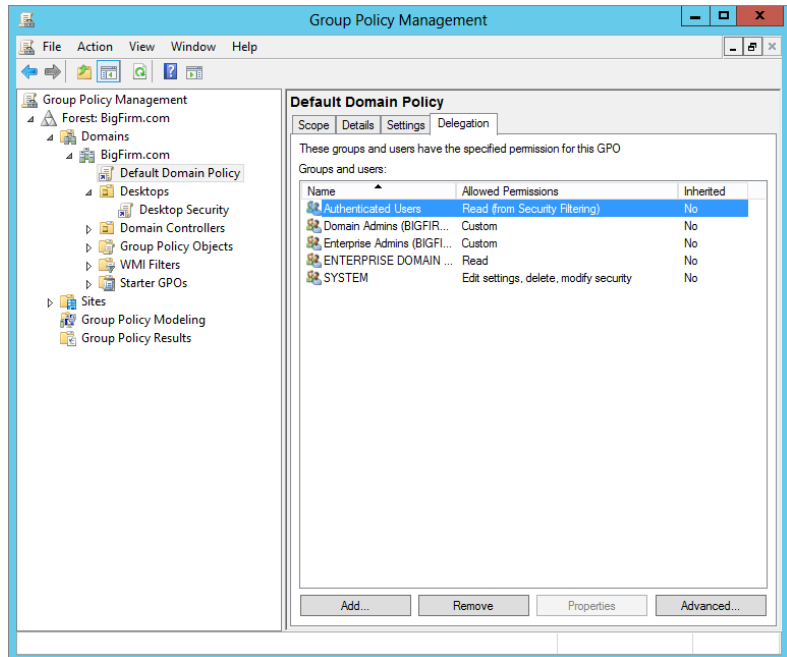 Group Policy Management
File Action View Window Help
Group Policy Management
Forest: BigFirm.com
Domains
BigFirm.com
Default Domain Policy
Desktops
Desktop Security
Domain Controllers
Group Policy Objects
WMI Filters
Starter GPOs
Sites
Group Policy Modeling
Group Policy Results
Default Domain Policy
Scope Details Settings Delegation
These groups and users have the specified permission for this GPO
Groups and users:
Name Allowed Permissions Inherited
Authenticated Users Read (from Security Filtering) No
Domain Admins (BIGFIR... Custom No
Enterprise Admins (BIGFI... Custom No
ENTERPRISE DOMAIN ... Read No
SYSTEM Edit settings, delete, modify security No
Add... Remove Properties Advanced...